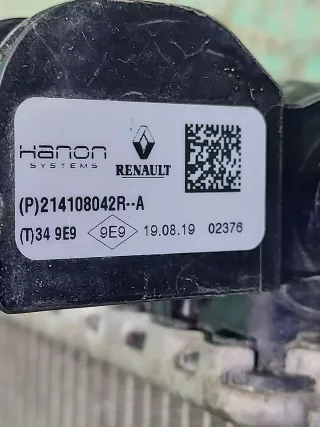 Hanon
SYSTEMS
RENAULT
(P)214108042R--A
(T)34 9E9 9E9 19.08.19 02376